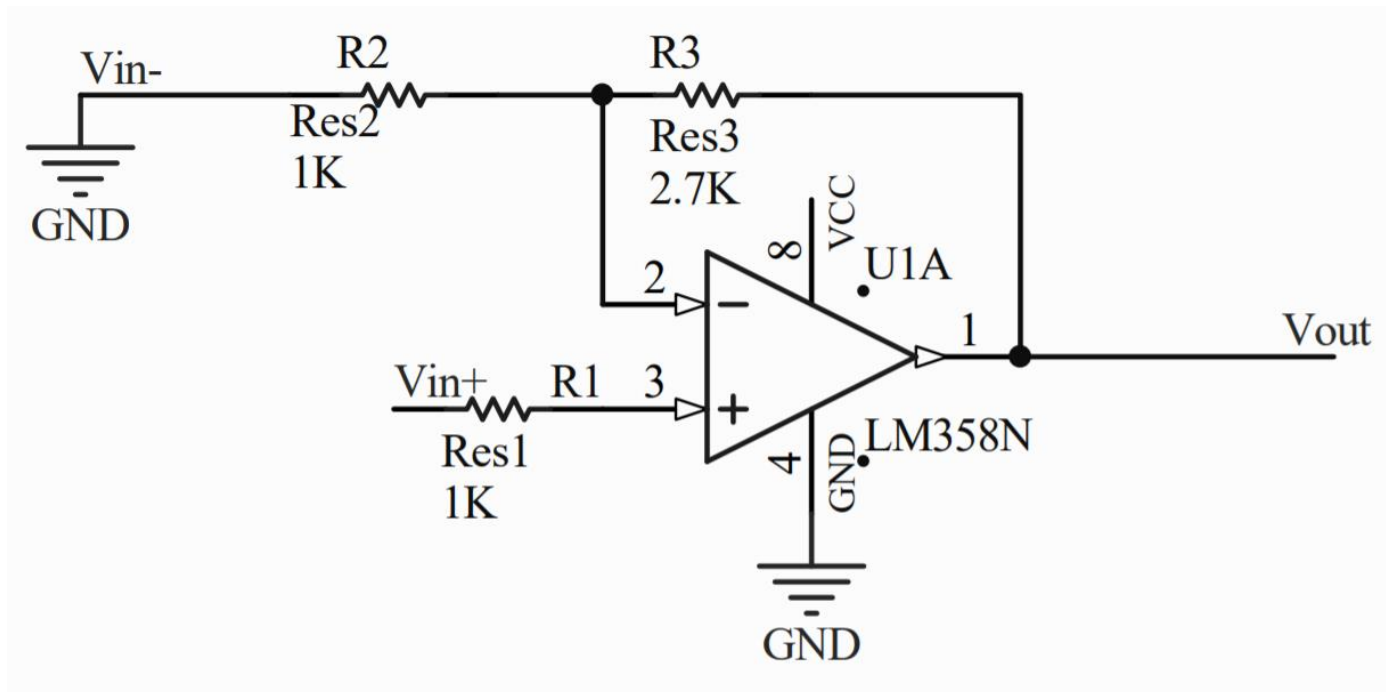 Vin-
R2
Res2
1K
GND
R3
Res3
2.7K
8
VCC
U1A
2
1
Vout
Vin+
R1
3
Res1
1K
4
GND
LM358N
GND